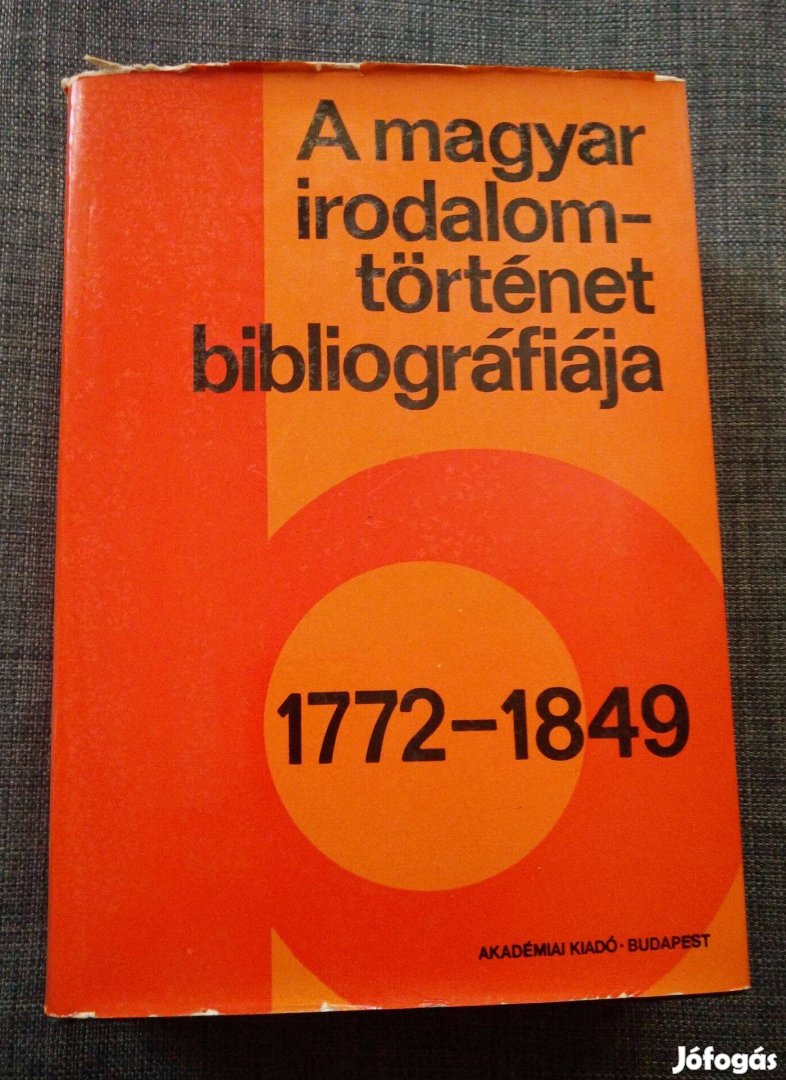 A magyar
irodalom-
történet
bibliográfiája
1772–1849
AKADÉMIAI KIADÓ · BUDAPEST
Jófogás